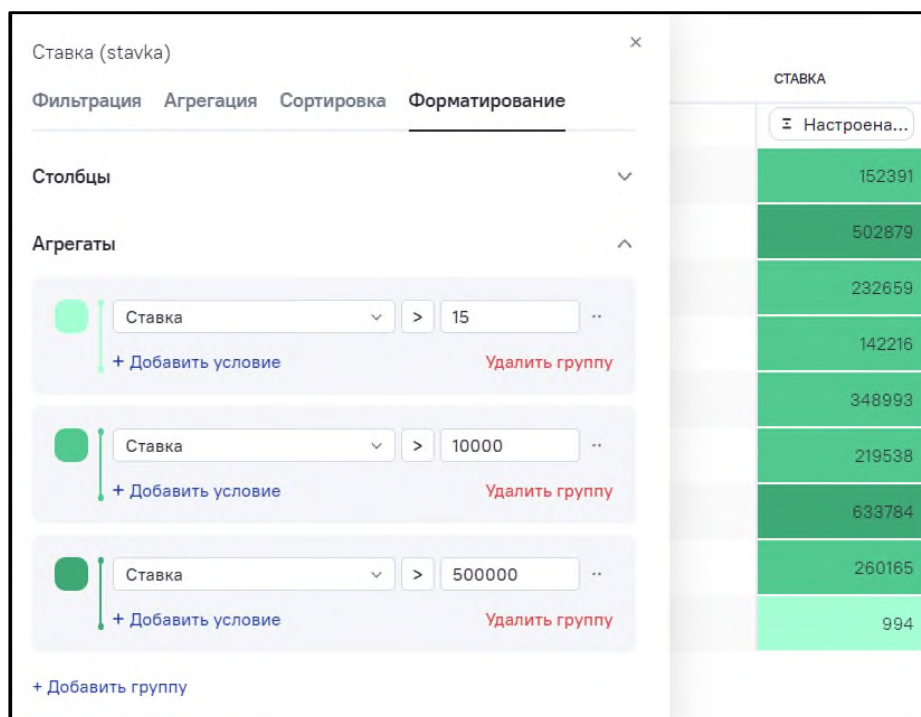 Ставка (stavka)
×
Фильтрация Агрегация Сортировка Форматирование
Столбцы
Агрегаты
Ставка > 15 ··
+ Добавить условие Удалить группу
Ставка > 10000 ··
+ Добавить условие Удалить группу
Ставка > 500000 ··
+ Добавить условие Удалить группу
+ Добавить группу
СТАВКА
Настроена...
152391
502879
232659
142216
348993
219538
633784
260165
994